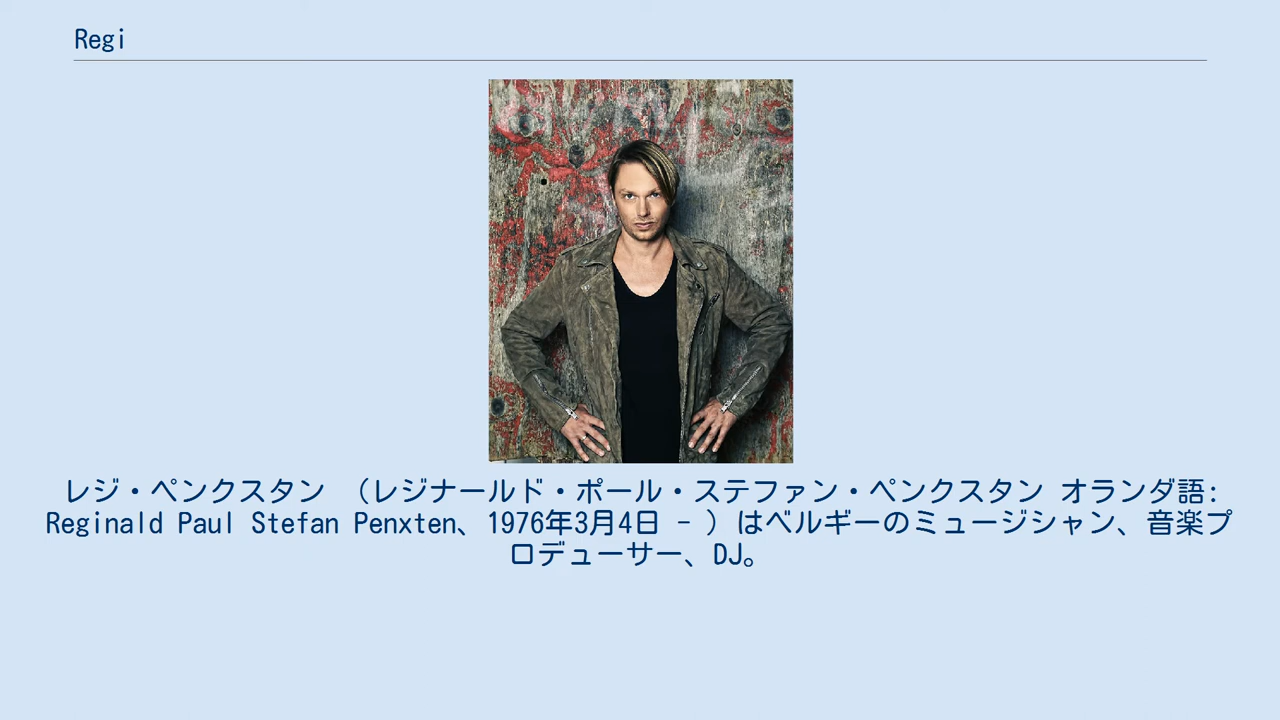 Regi
レジ・ペンクスタン （レジナールド・ポール・ステファン・ペンクスタン オランダ語:
Reginald Paul Stefan Penxten、1976年3月4日 - ）はベルギーのミュージシャン、音楽プ
ロデューサー、DJ。